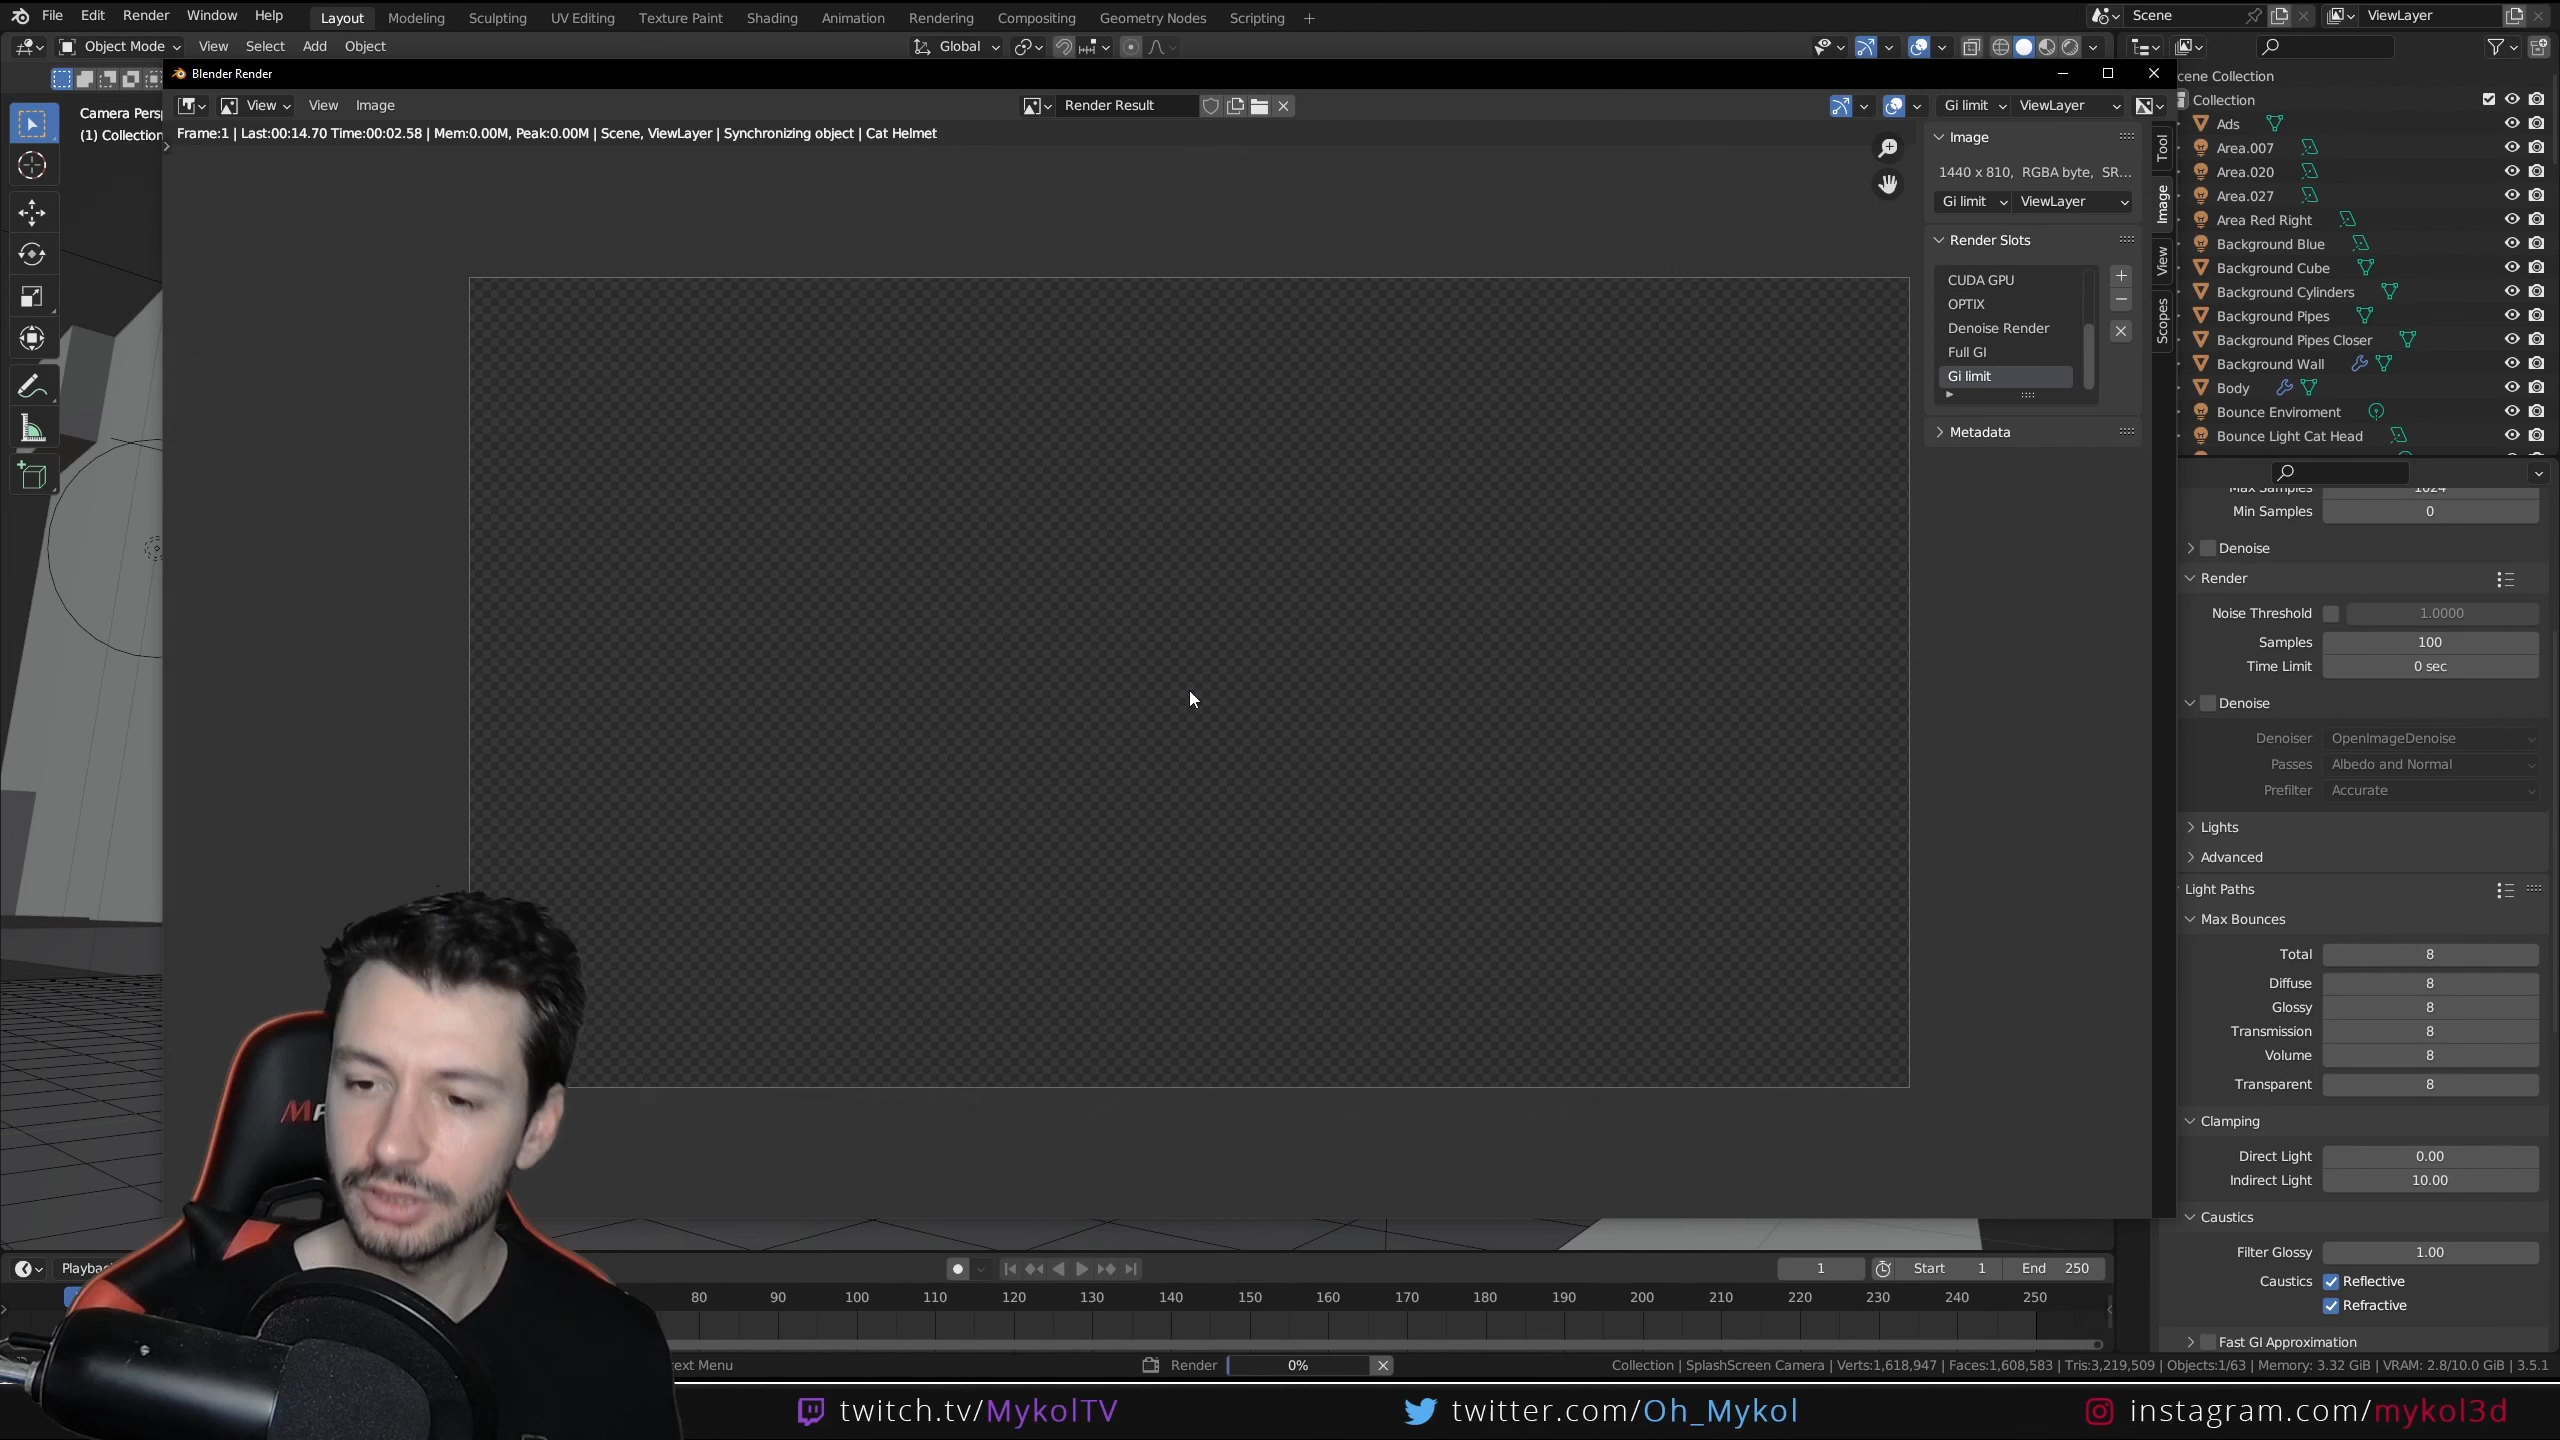 File Edit Render Window Help Layout Modeling Sculpting UV Editing Texture Paint Shading Animation Rendering Compositing Geometry Nodes Scripting + Scene ViewLayer
Object Mode View Select Add Object Global
Blender Render
Camera Persp
(1) Collection
View View Image Render Result Gi limit ViewLayer
Frame:1 | Last:00:14.70 Time:00:02.58 | Mem:0.00M, Peak:0.00M | Scene, ViewLayer | Synchronizing object | Cat Helmet
Image
1440 x 810, RGBA byte, SR...
Gi limit ViewLayer
Render Slots
CUDA GPU
OPTIX
Denoise Render
Full GI
Gi limit
Metadata
Tool
Image
View
Scopes
cene Collection
Collection
Ads
Area.007
Area.020
Area.027
Area Red Right
Background Blue
Background Cube
Background Cylinders
Background Pipes
Background Pipes Closer
Background Wall
Body
Bounce Enviroment
Bounce Light Cat Head
Max Samples 1024
Min Samples 0
Denoise
Render
Noise Threshold 1.0000
Samples 100
Time Limit 0 sec
Denoise
Denoiser OpenImageDenoise
Passes Albedo and Normal
Prefilter Accurate
Lights
Advanced
Light Paths
Max Bounces
Total 8
Diffuse 8
Glossy 8
Transmission 8
Volume 8
Transparent 8
Clamping
Direct Light 0.00
Indirect Light 10.00
Caustics
Filter Glossy 1.00
Caustics Reflective
Refractive
Fast GI Approximation
Playba 1 Start 1 End 250
80 90 100 110 120 130 140 150 160 170 180 190 200 210 220 230 240 250
ext Menu Render 0% Collection | SplashScreen Camera | Verts:1,618,947 | Faces:1,608,583 | Tris:3,219,509 | Objects:1/63 | Memory: 3.32 GiB | VRAM: 2.8/10.0 GiB | 3.5.1
twitch.tv/MykolTV twitter.com/Oh_Mykol instagram.com/mykol3d